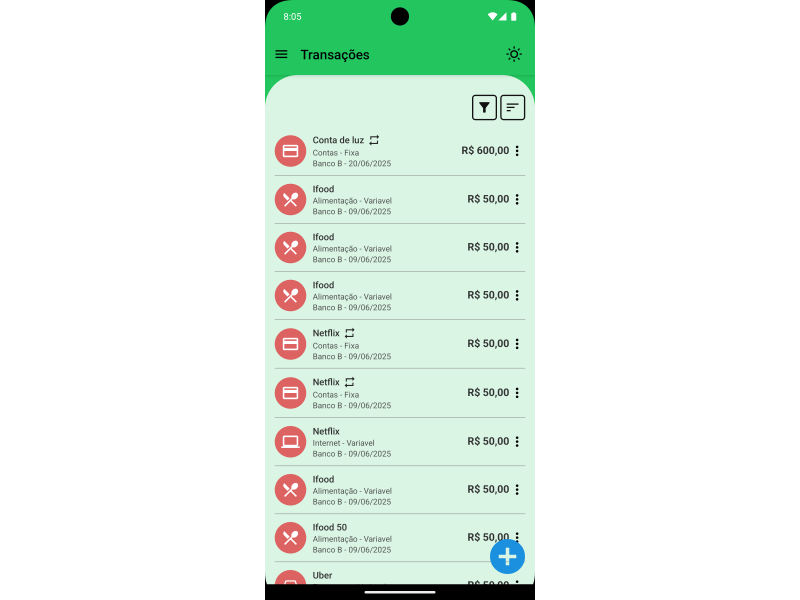 8:05
Transações
Conta de luz
Contas - Fixa
Banco B - 20/06/2025
R$ 600,00
Ifood
Alimentação - Variavel
Banco B - 09/06/2025
R$ 50,00
Ifood
Alimentação - Variavel
Banco B - 09/06/2025
R$ 50,00
Ifood
Alimentação - Variavel
Banco B - 09/06/2025
R$ 50,00
Netflix
Contas - Fixa
Banco B - 09/06/2025
R$ 50,00
Netflix
Contas - Fixa
Banco B - 09/06/2025
R$ 50,00
Netflix
Internet - Variavel
Banco B - 09/06/2025
R$ 50,00
Ifood
Alimentação - Variavel
Banco B - 09/06/2025
R$ 50,00
Ifood 50
Alimentação - Variavel
Banco B - 09/06/2025
R$ 50,00
Uber
R$ 50,00